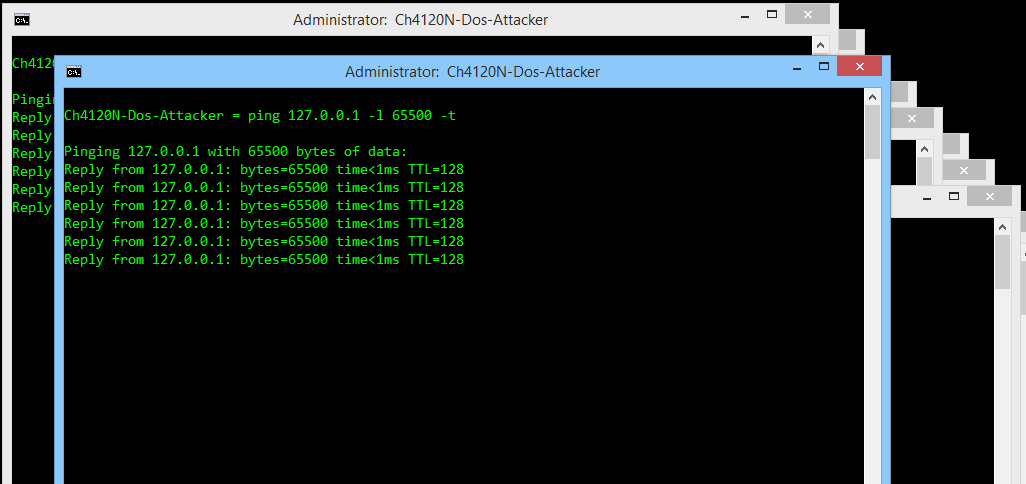 Administrator: Ch4120N-Dos-Attacker
Ch4120
Pingi
Reply
Reply
Reply
Reply
Reply
Reply
Administrator: Ch4120N-Dos-Attacker
Ch4120N-Dos-Attacker = ping 127.0.0.1 -l 65500 -t
Pinging 127.0.0.1 with 65500 bytes of data:
Reply from 127.0.0.1: bytes=65500 time<1ms TTL=128
Reply from 127.0.0.1: bytes=65500 time<1ms TTL=128
Reply from 127.0.0.1: bytes=65500 time<1ms TTL=128
Reply from 127.0.0.1: bytes=65500 time<1ms TTL=128
Reply from 127.0.0.1: bytes=65500 time<1ms TTL=128
Reply from 127.0.0.1: bytes=65500 time<1ms TTL=128